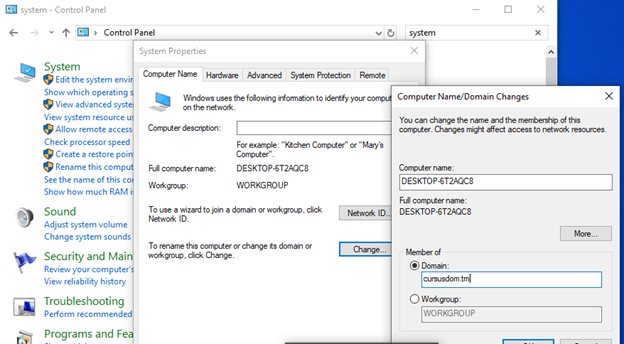 system - Control Panel
Control Panel
system
System
Edit the system envir
Show which operating s
View advanced system
View system resource us
Allow remote access
Check processor speed
Create a restore point
Rename this compute
See the name of this con
Show how much RAM is
Sound
Adjust system volume
Change system sounds
Security and Main
Review your computer's
View reliability history
Troubleshooting
Perform recommended
Programs and Fea
System Properties
Computer Name
Hardware
Advanced
System Protection
Remote
Windows uses the following information to identify your comput
on the network.
Computer description:
For example: "Kitchen Computer" or "Mary's
Computer".
Full computer name:
DESKTOP-6T2AQC8
Workgroup:
WORKGROUP
To use a wizard to join a domain or workgroup, click
Network ID.
Network ID...
To rename this computer or change its domain or
workgroup, click Change.
Change...
Computer Name/Domain Changes
You can change the name and the membership of this
computer. Changes might affect access to network resources.
Computer name:
DESKTOP-6T2AQC8
Full computer name:
DESKTOP-6T2AQC8
More...
Member of
Domain:
cursusdom.tm
Workgroup:
WORKGROUP